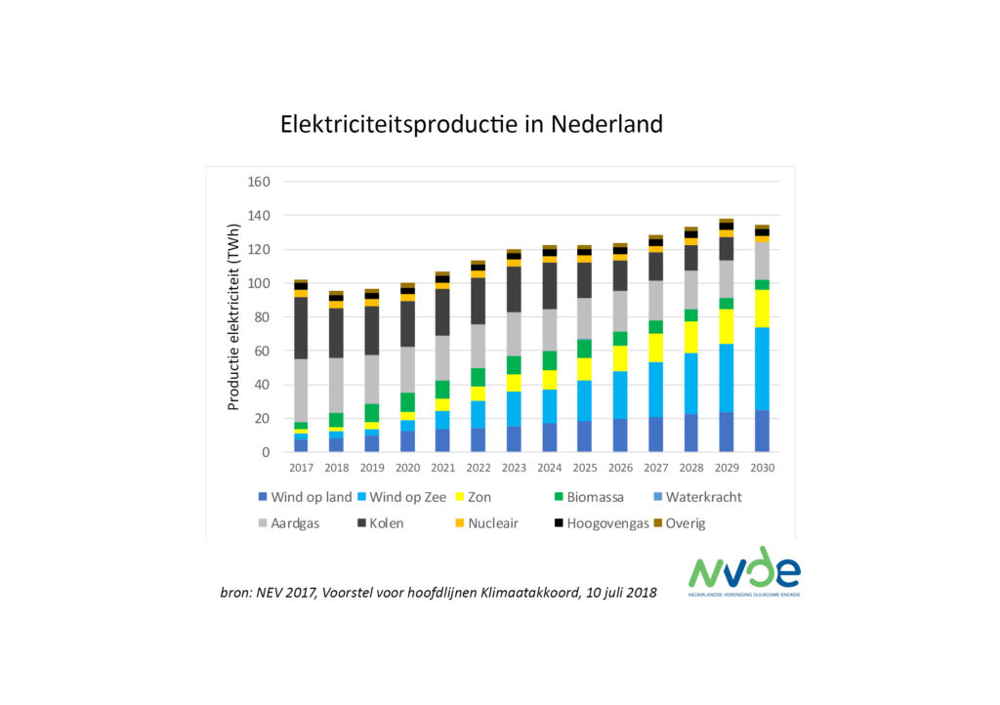 Elektriciteitsproductie in Nederland
Productie elektriciteit (TWh)
160
140
120
100
80
60
40
20
0
2017 2018 2019 2020 2021 2022 2023 2024 2025 2026 2027 2028 2029 2030
Wind op land Wind op Zee Zon Biomassa Waterkracht
Aardgas Kolen Nucleair Hoogovengas Overig
bron: NEV 2017, Voorstel voor hoofdlijnen Klimaatakkoord, 10 juli 2018
nvde
NEDERLANDSE VERENIGING DUURZAME ENERGIE